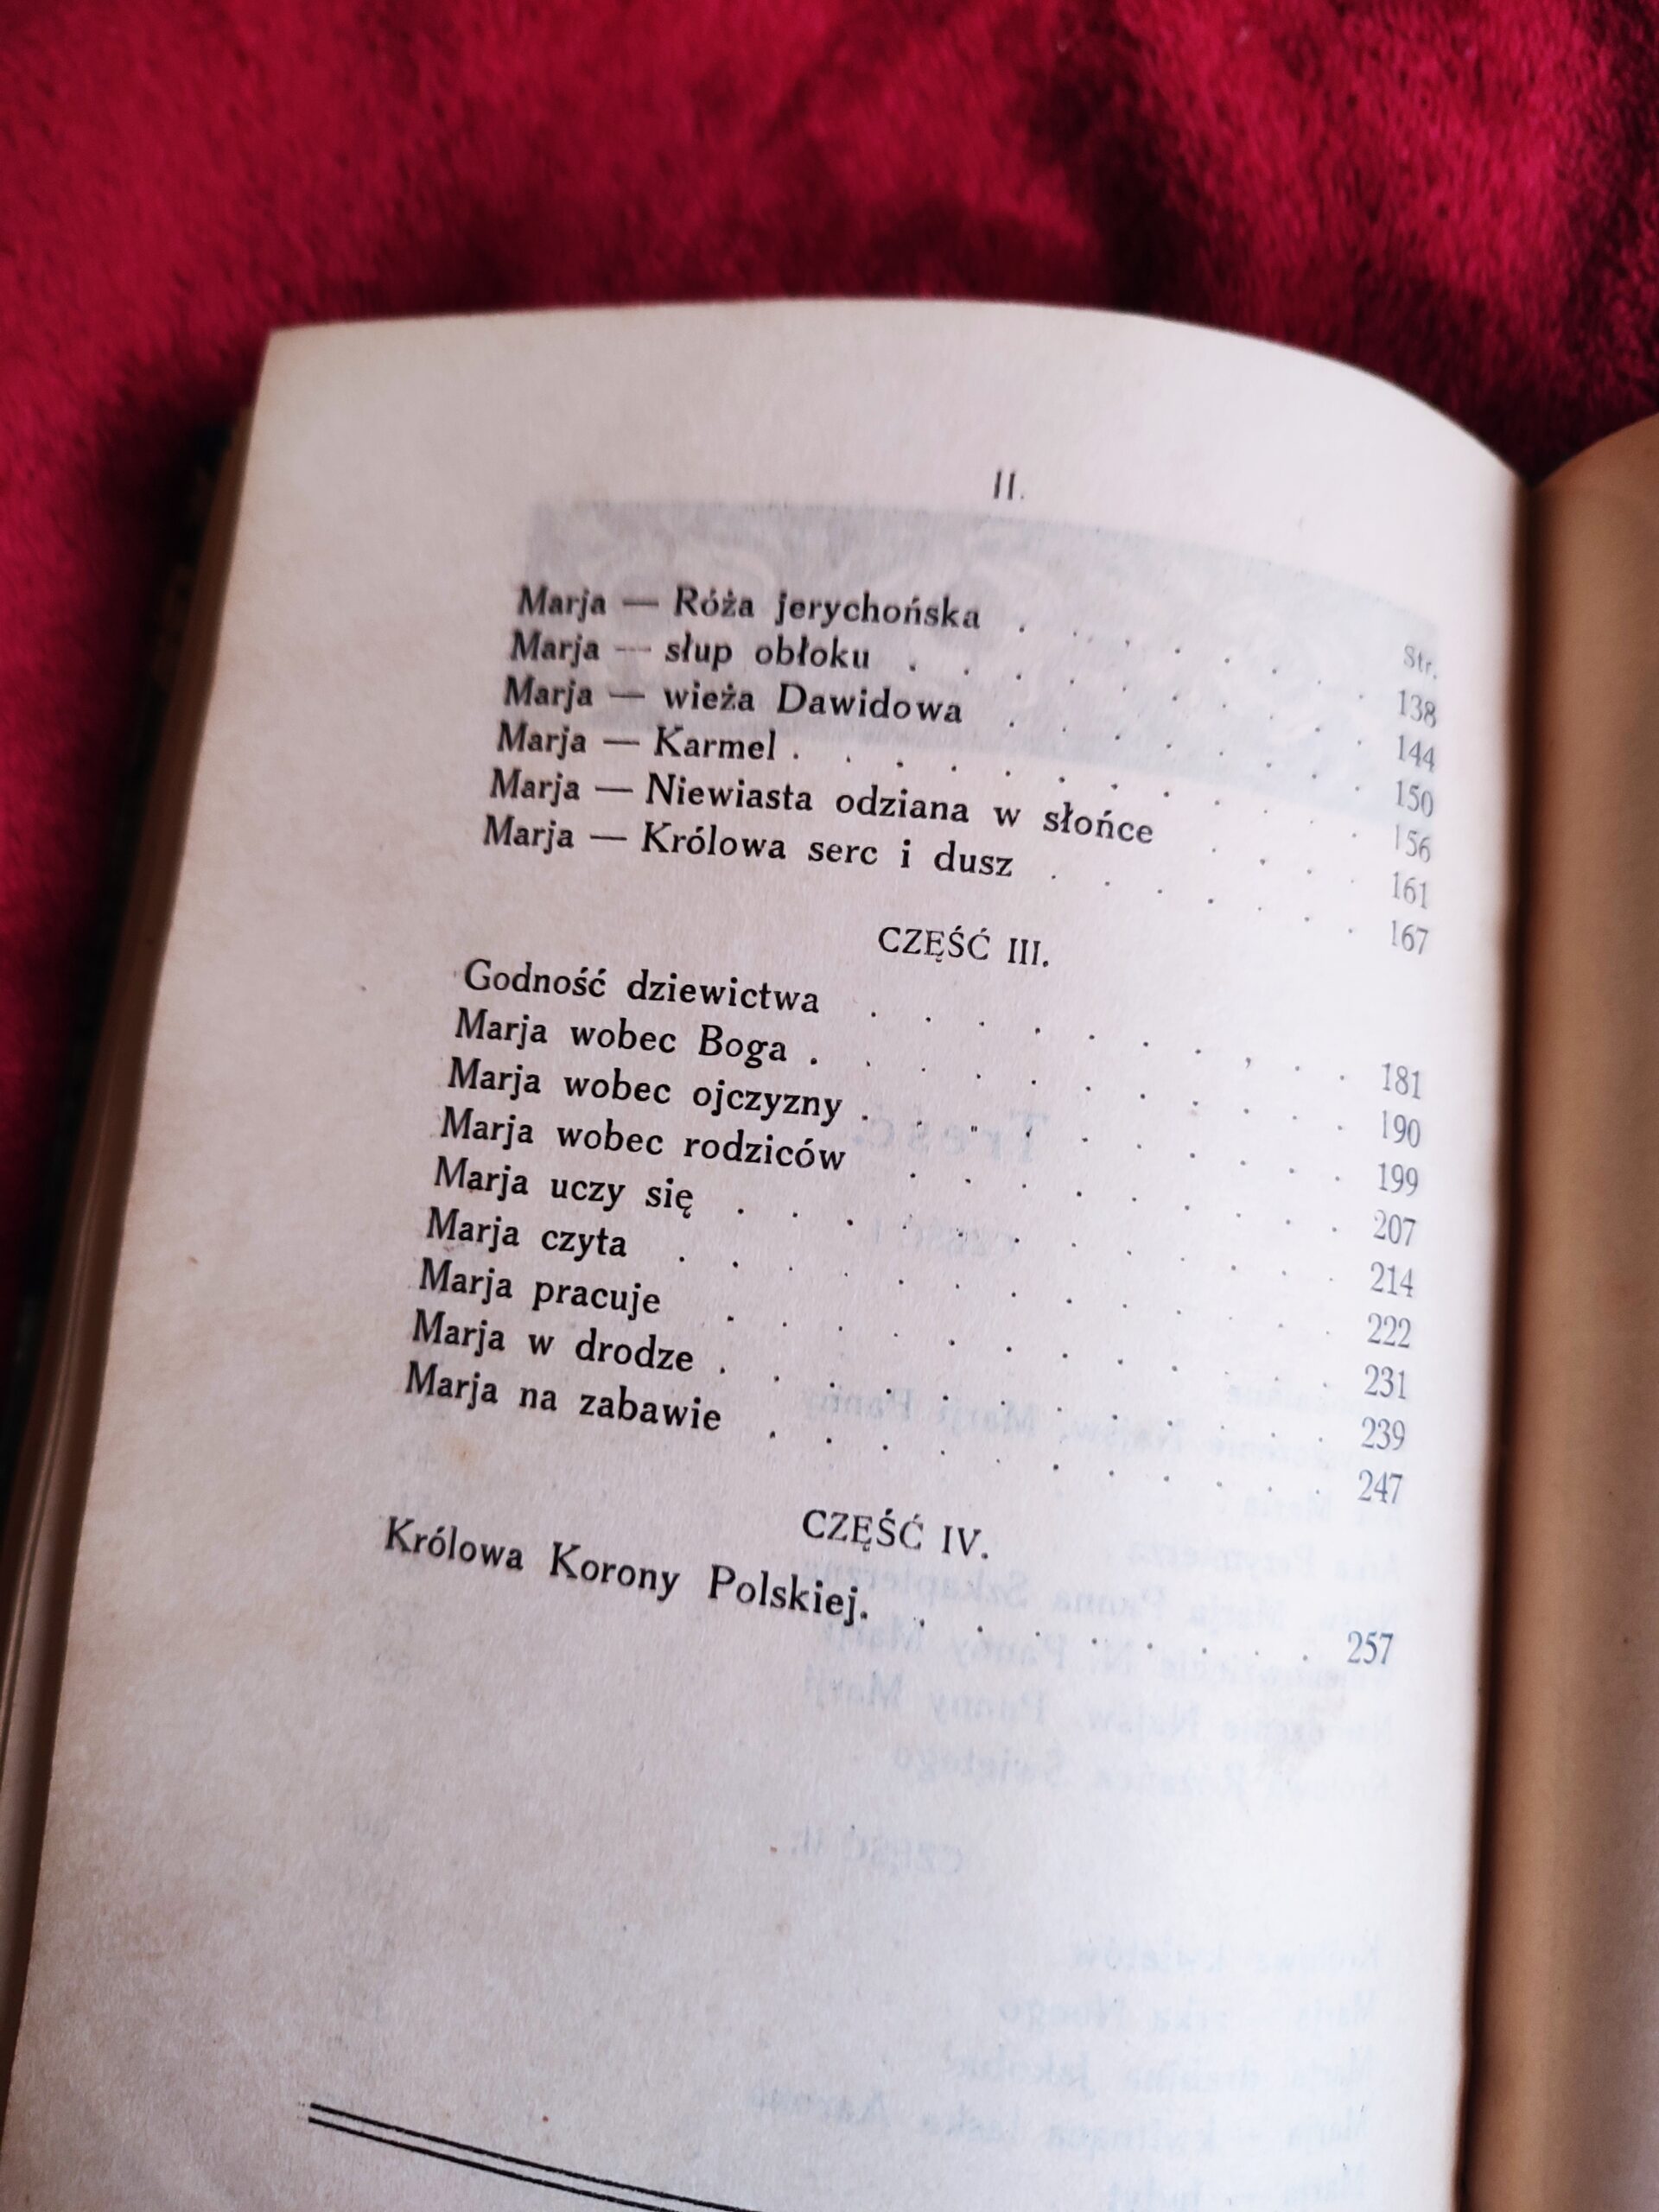 II.
Str.
Marja — Róża jerychońska . . . . . . . 138
Marja — słup obłoku . . . . . . . . . 144
Marja — wieża Dawidowa . . . . . . . 150
Marja — Karmel . . . . . . . . . . . 156
Marja — Niewiasta odziana w słońce . . . . 161
Marja — Królowa serc i dusz . . . . . . . 167
CZĘŚĆ III.
Godność dziewictwa . . . . . . . . . . 181
Marja wobec Boga . . . . . . . . . . . 190
Marja wobec ojczyzny . . . . . . . . . . 199
Marja wobec rodziców . . . . . . . . . 207
Marja uczy się . . . . . . . . . . . . 214
Marja czyta . . . . . . . . . . . . . 222
Marja pracuje . . . . . . . . . . . . 231
Marja w drodze . . . . . . . . . . . . 239
Marja na zabawie . . . . . . . . . . . 247
CZĘŚĆ IV.
Królowa Korony Polskiej. . . . . . . . . 257